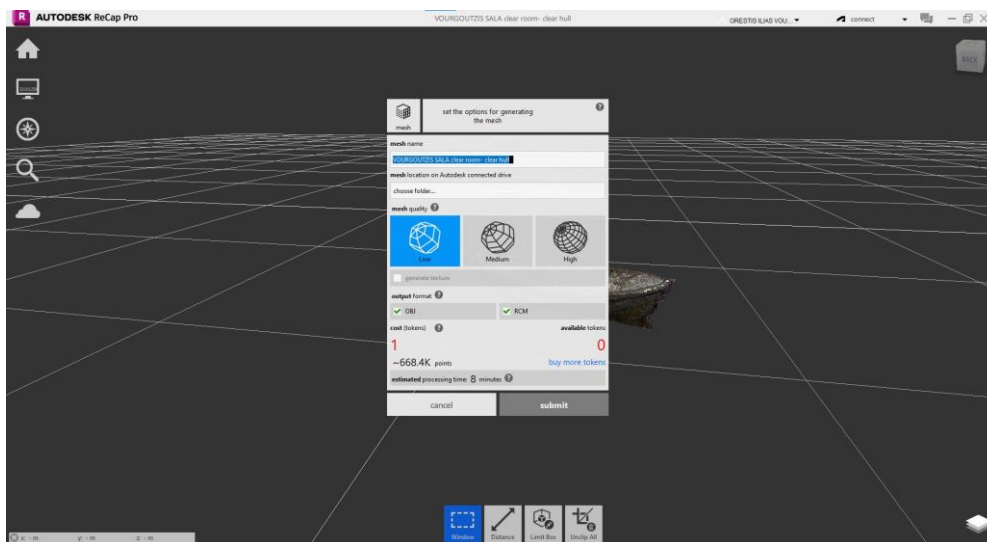 R AUTODESK ReCap Pro
VOURGOUTZIS SALA clear room- clear hull
ORESTIS ILIAS VOU...
connect
BACK
mesh
set the options for generating
the mesh
mesh name
VOURGOUTZIS SALA clear room- clear hull
mesh location on Autodesk connected drive
choose folder...
mesh quality
Low
Medium
High
generate texture
output format
OBJ
RCM
cost (tokens)
available tokens
1
0
~668.4K points
buy more tokens
estimated processing time: 8 minutes
cancel
submit
Window
Distance
Limit Box
Unclip All
x: - m y: - m z: - m